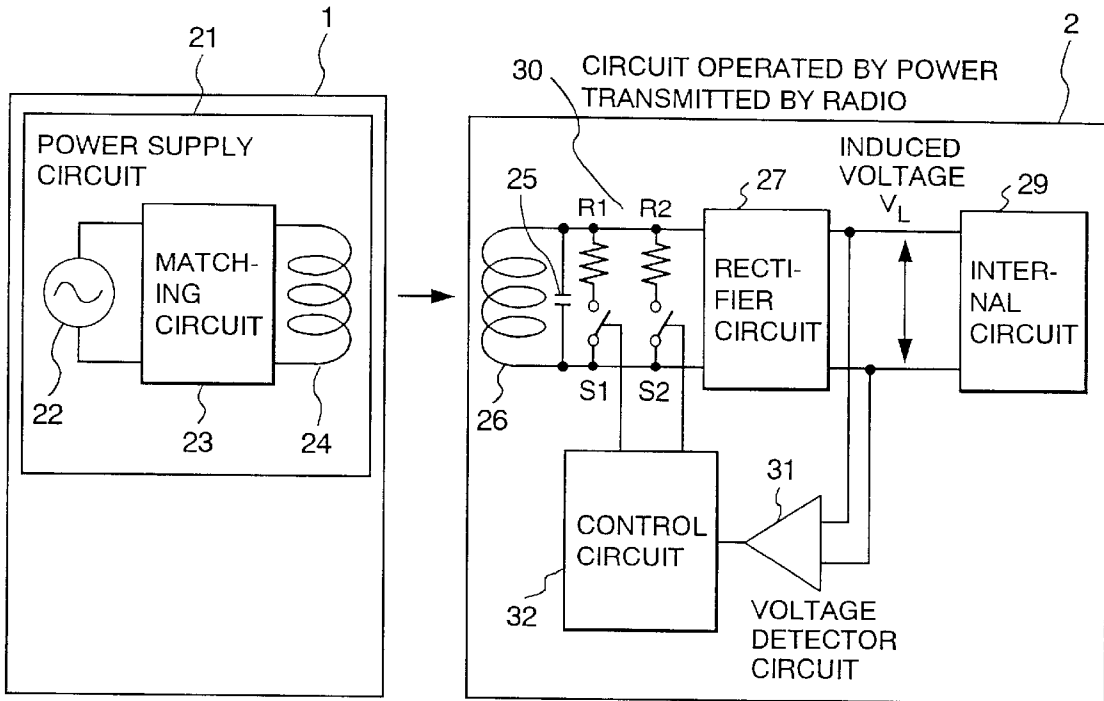 1
21
POWER SUPPLY
CIRCUIT
MATCH-
ING
CIRCUIT
22
23
24
2
30
CIRCUIT OPERATED BY POWER
TRANSMITTED BY RADIO
25
R1
R2
27
INDUCED
VOLTAGE
VL
29
RECTI-
FIER
CIRCUIT
INTER-
NAL
CIRCUIT
26
S1
S2
31
CONTROL
CIRCUIT
32
VOLTAGE
DETECTOR
CIRCUIT